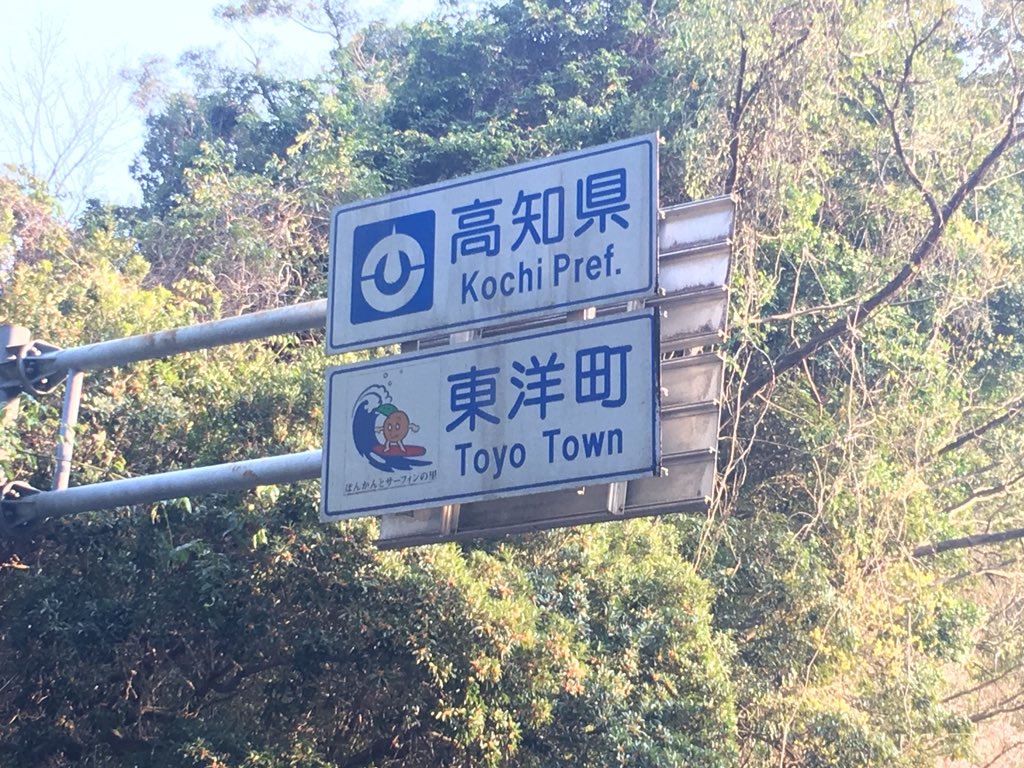 高知県
Kochi Pref.
東洋町
Toyo Town
ぽんかんとサーフィンの里